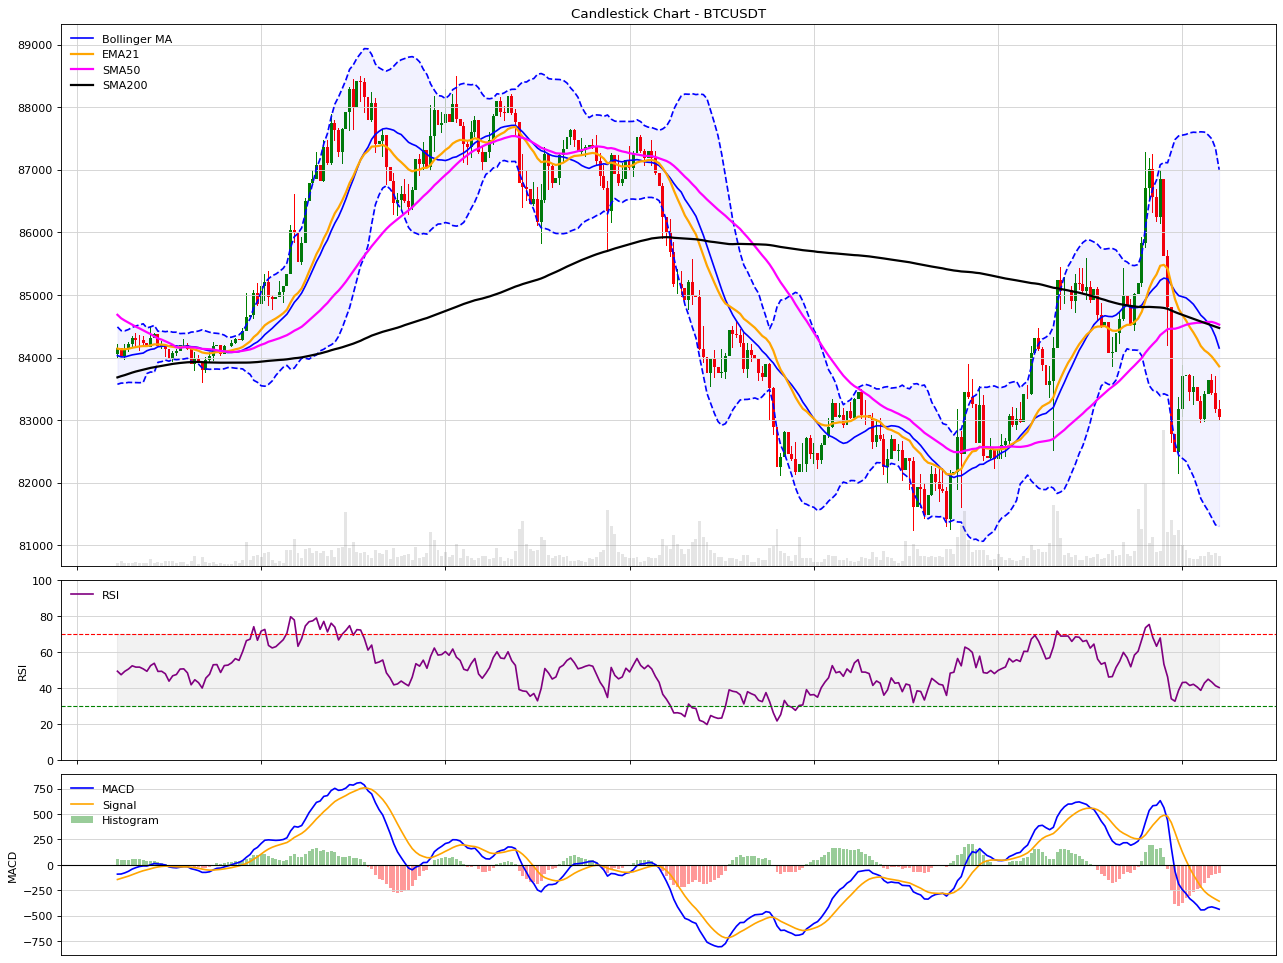 Candlestick Chart - BTCUSDT
Bollinger MA
EMA21
SMA50
SMA200
89000
88000
87000
86000
85000
84000
83000
82000
81000
RSI
RSI
100
80
60
40
20
0
MACD
Signal
Histogram
MACD
750
500
250
0
−250
−500
−750